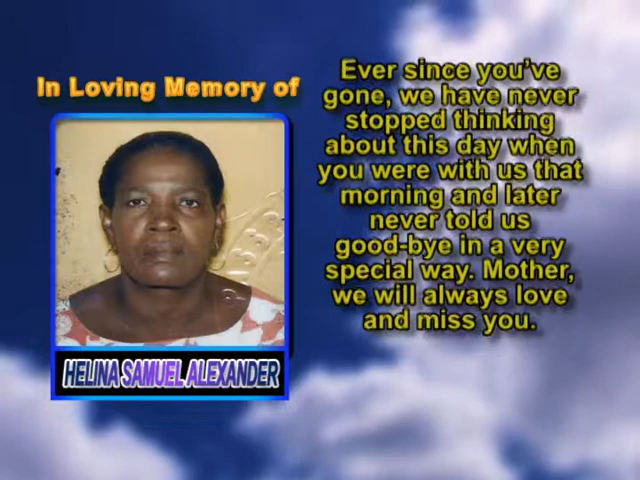 In Loving Memory of
HELINA SAMUEL ALEXANDER
Ever since you've
gone, we have never
stopped thinking
about this day when
you were with us that
morning and later
never told us
good-bye in a very
special way. Mother,
we will always love
and miss you.